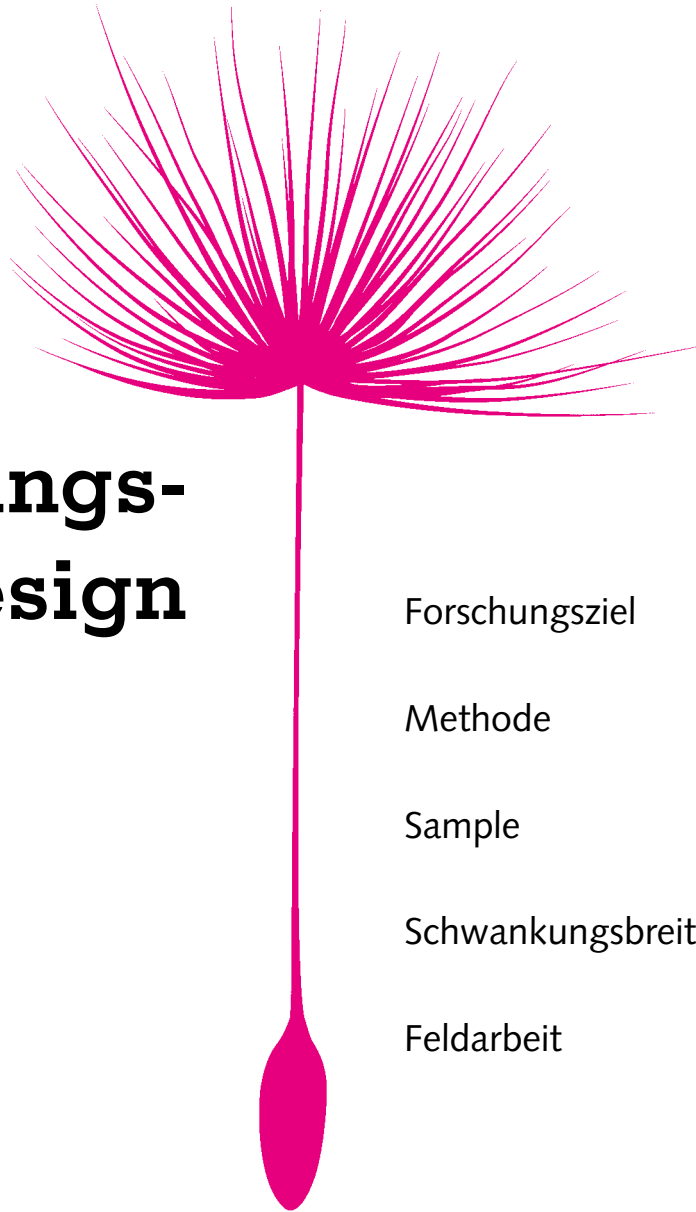 ngs-
esign
Forschungsziel
Methode
Sample
Schwankungsbreit
Feldarbeit